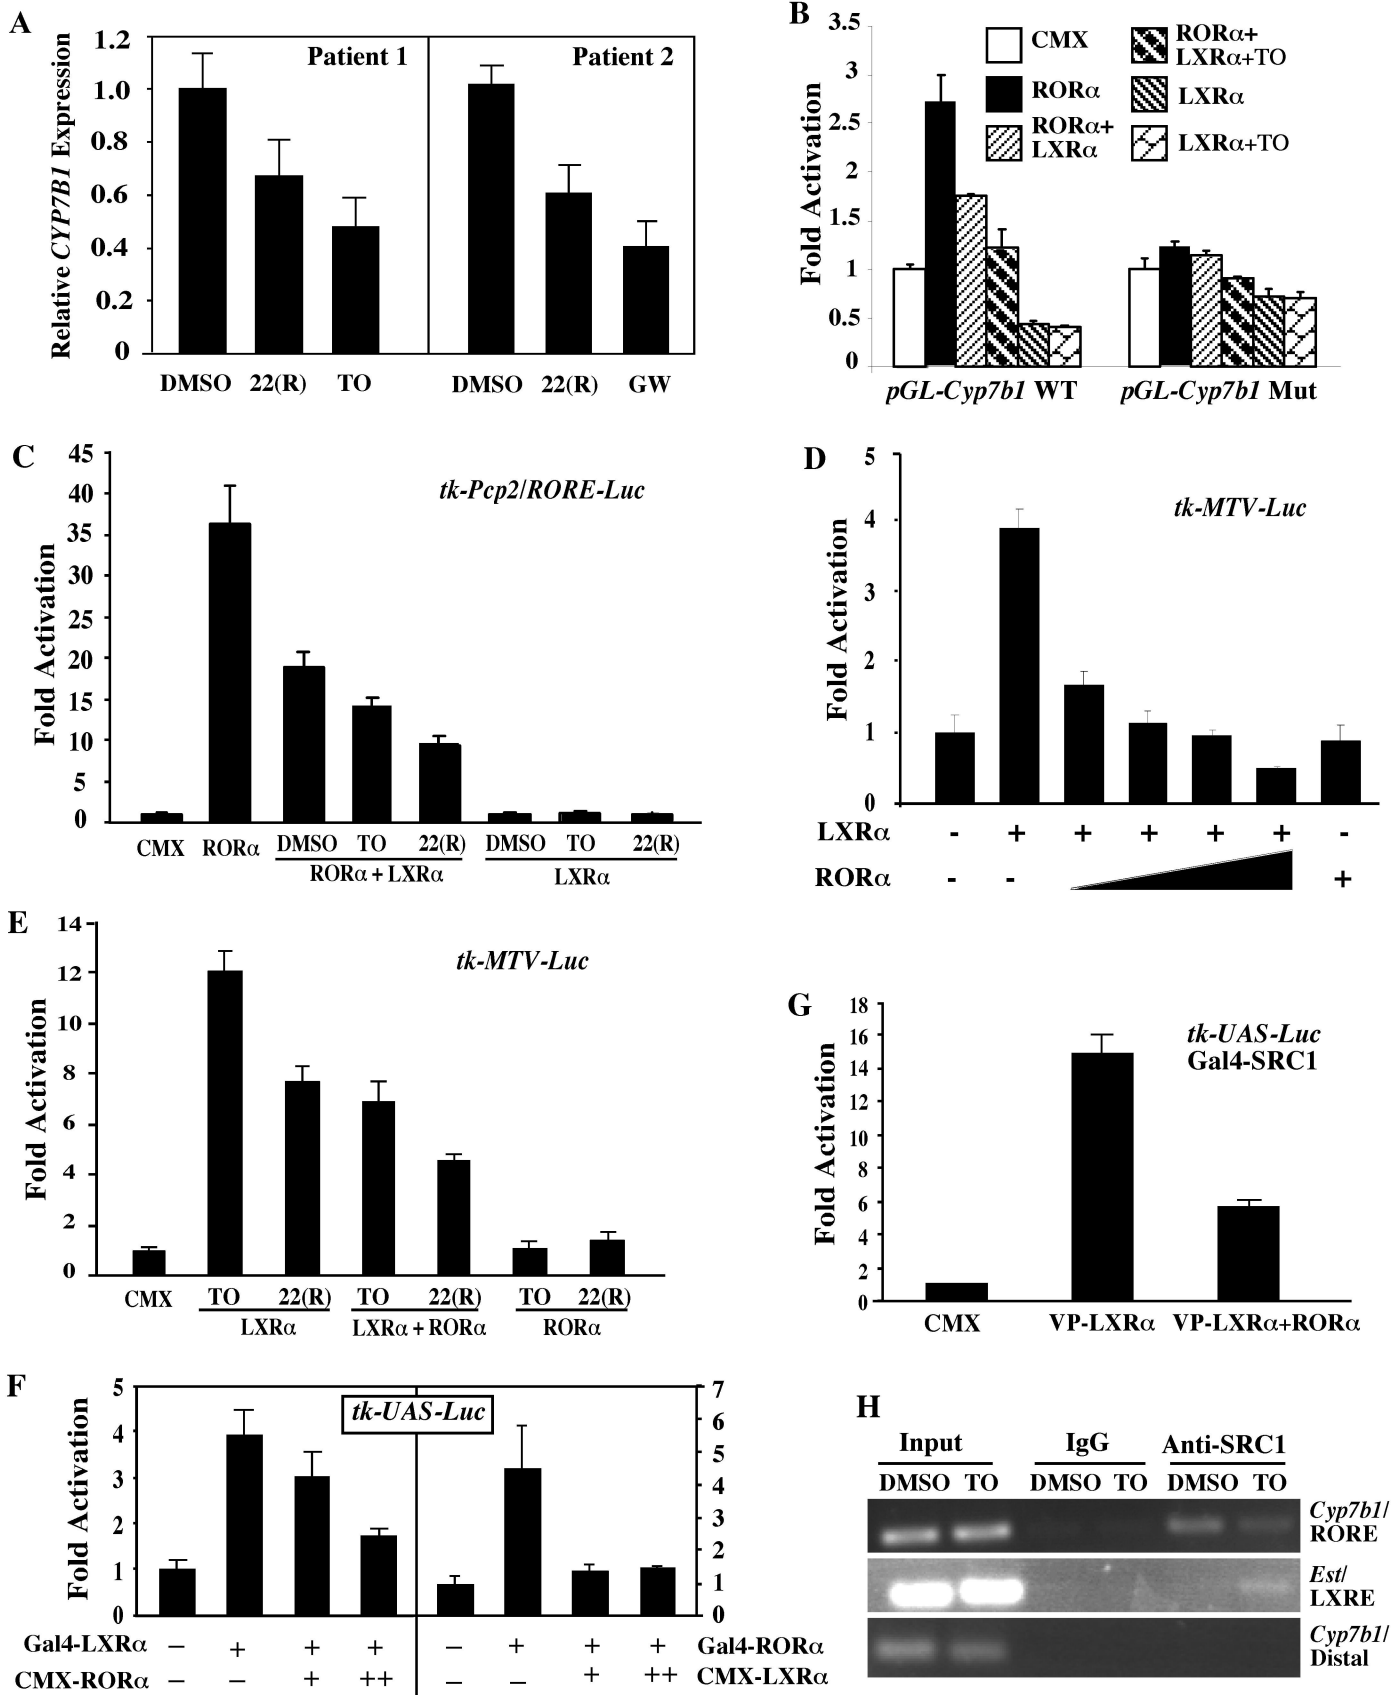 A
Relative CYP7B1 Expression
1.2
1.0
0.8
0.6
0.4
0.2
0
Patient 1
Patient 2
DMSO 22(R) TO
DMSO 22(R) GW
B
Fold Activation
3.5
3
2.5
2
1.5
1
0.5
0
CMX
RORα
RORα+
LXRα
RORα+
LXRα+TO
LXRα
LXRα+TO
pGL-Cyp7b1 WT
pGL-Cyp7b1 Mut
C
Fold Activation
45
40
35
30
25
20
15
10
5
0
tk-Pcp2/RORE-Luc
CMX RORα DMSO TO 22(R) DMSO TO 22(R)
RORα + LXRα
LXRα
D
Fold Activation
5
4
3
2
1
0
tk-MTV-Luc
LXRα - + + + + + -
RORα - - +
E
Fold Activation
14
12
10
8
6
4
2
0
tk-MTV-Luc
CMX TO 22(R) TO 22(R) TO 22(R)
LXRα LXRα + RORα RORα
G
Fold Activation
18
16
14
12
10
8
6
4
2
0
tk-UAS-Luc
Gal4-SRC1
CMX VP-LXRα VP-LXRα+RORα
F
Fold Activation
5
4
3
2
1
0
tk-UAS-Luc
7
6
5
4
3
2
1
0
Gal4-LXRα – + + + – + + + Gal4-RORα
CMX-RORα – – + ++ – – + ++ CMX-LXRα
H
Input IgG Anti-SRC1
DMSO TO DMSO TO DMSO TO
Cyp7b1/
RORE
Est/
LXRE
Cyp7b1/
Distal